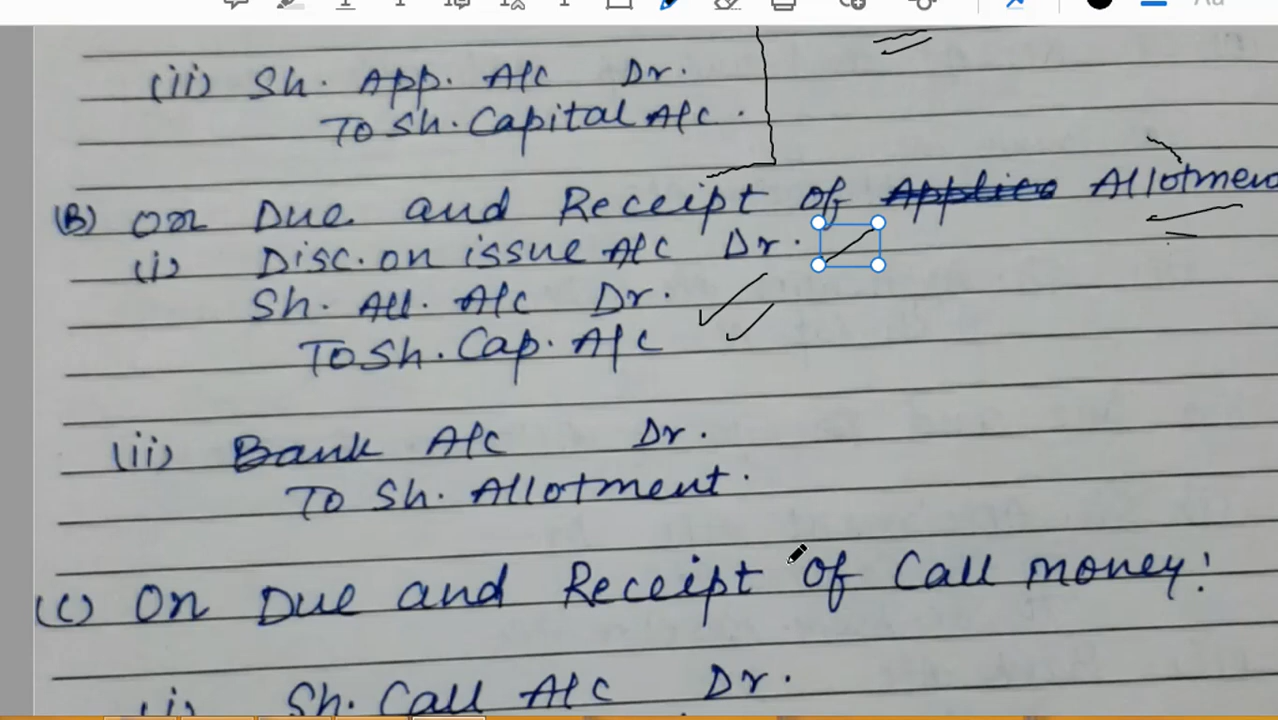 (ii) Sh. App. A/c Dr.
To Sh. Capital A/c.
(B) On Due and Receipt of Applica Allotment
(i) Disc. on issue A/c Dr.
Sh. All. A/c Dr.
To Sh. Cap. A/c
(ii) Bank A/c Dr.
To Sh. Allotment.
(c) On Due and Receipt of Call money:
(i) Sh. Call A/c Dr.